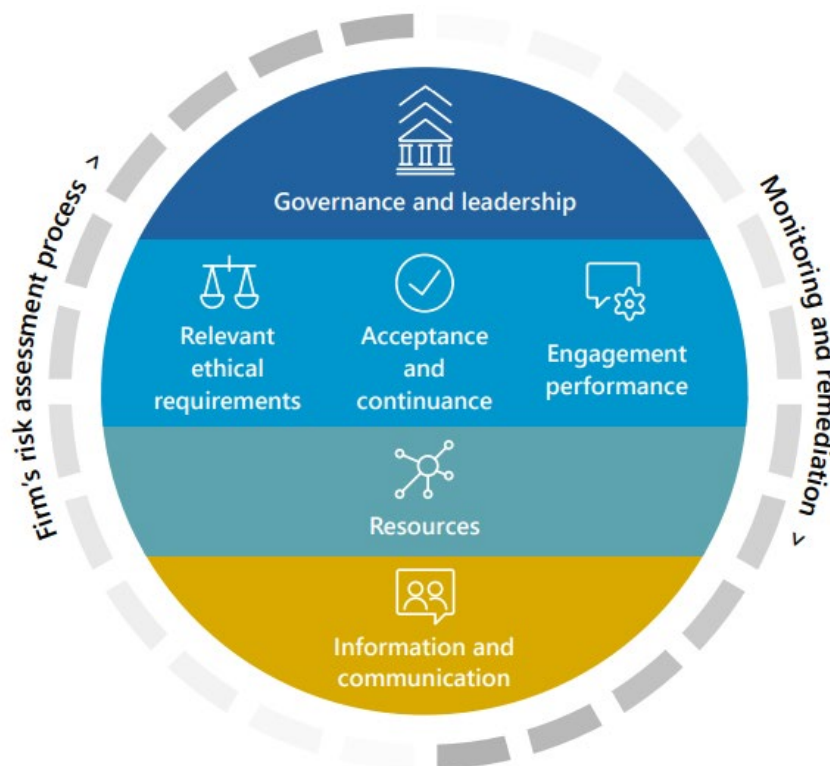 Firm's risk assessment process >
Monitoring and remediation >
Governance and leadership
Relevant
ethical
requirements
Acceptance
and
continuance
Engagement
performance
Resources
Information and
communication